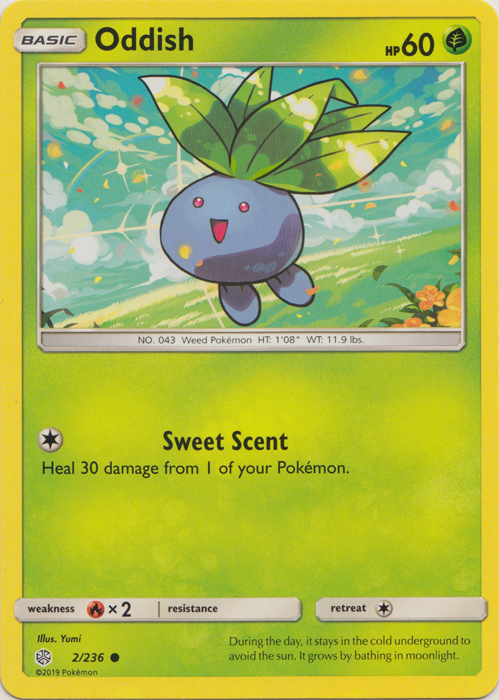 BASIC Oddish HP 60
NO. 043 Weed Pokémon HT: 1'08" WT: 11.9 lbs.
Sweet Scent
Heal 30 damage from 1 of your Pokémon.
weakness ×2 resistance retreat
Illus. Yumi
2/236
©2019 Pokémon
During the day, it stays in the cold underground to
avoid the sun. It grows by bathing in moonlight.